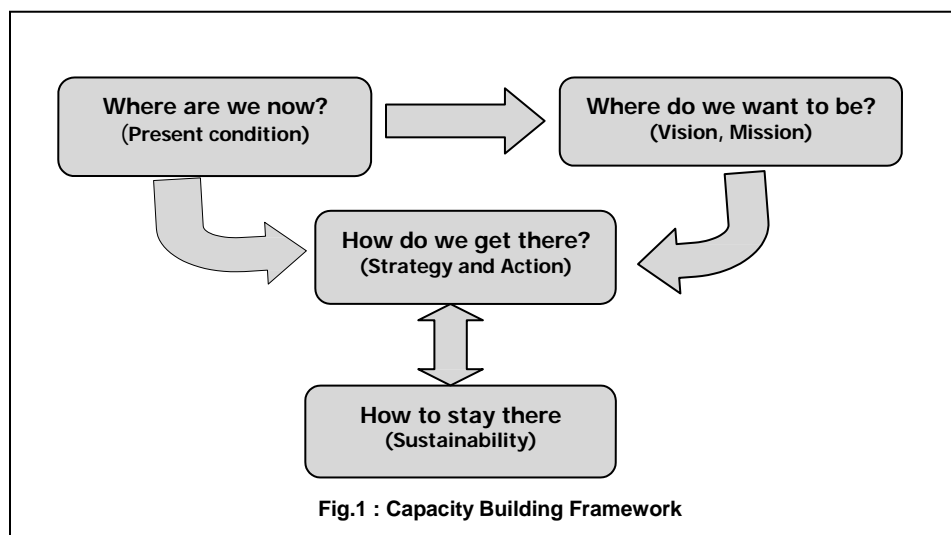 Where are we now?
(Present condition)
Where do we want to be?
(Vision, Mission)
How do we get there?
(Strategy and Action)
How to stay there
(Sustainability)
Fig.1 : Capacity Building Framework